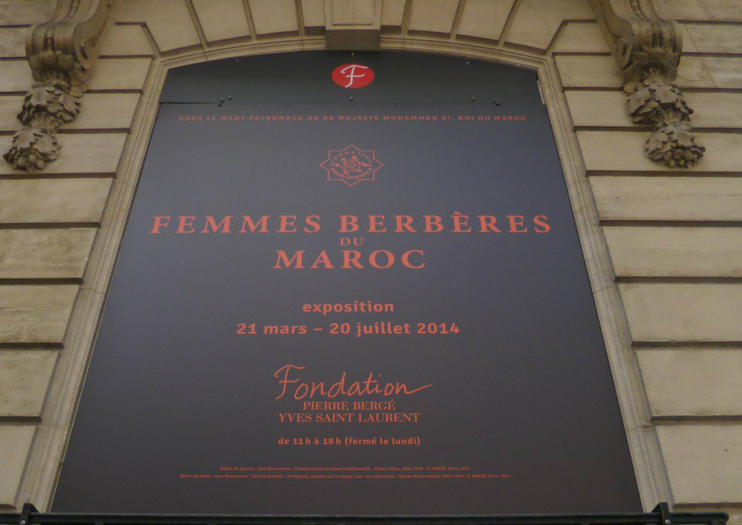 F
SOUS LE HAUT PATRONAGE DE SA MAJESTÉ MOHAMMED VI, ROI DU MAROC
FEMMES BERBÈRES
DU
MAROC
exposition
21 mars – 20 juillet 2014
Fondation
PIERRE BERGÉ
YVES SAINT LAURENT
de 11 h à 18 h (fermé le lundi)